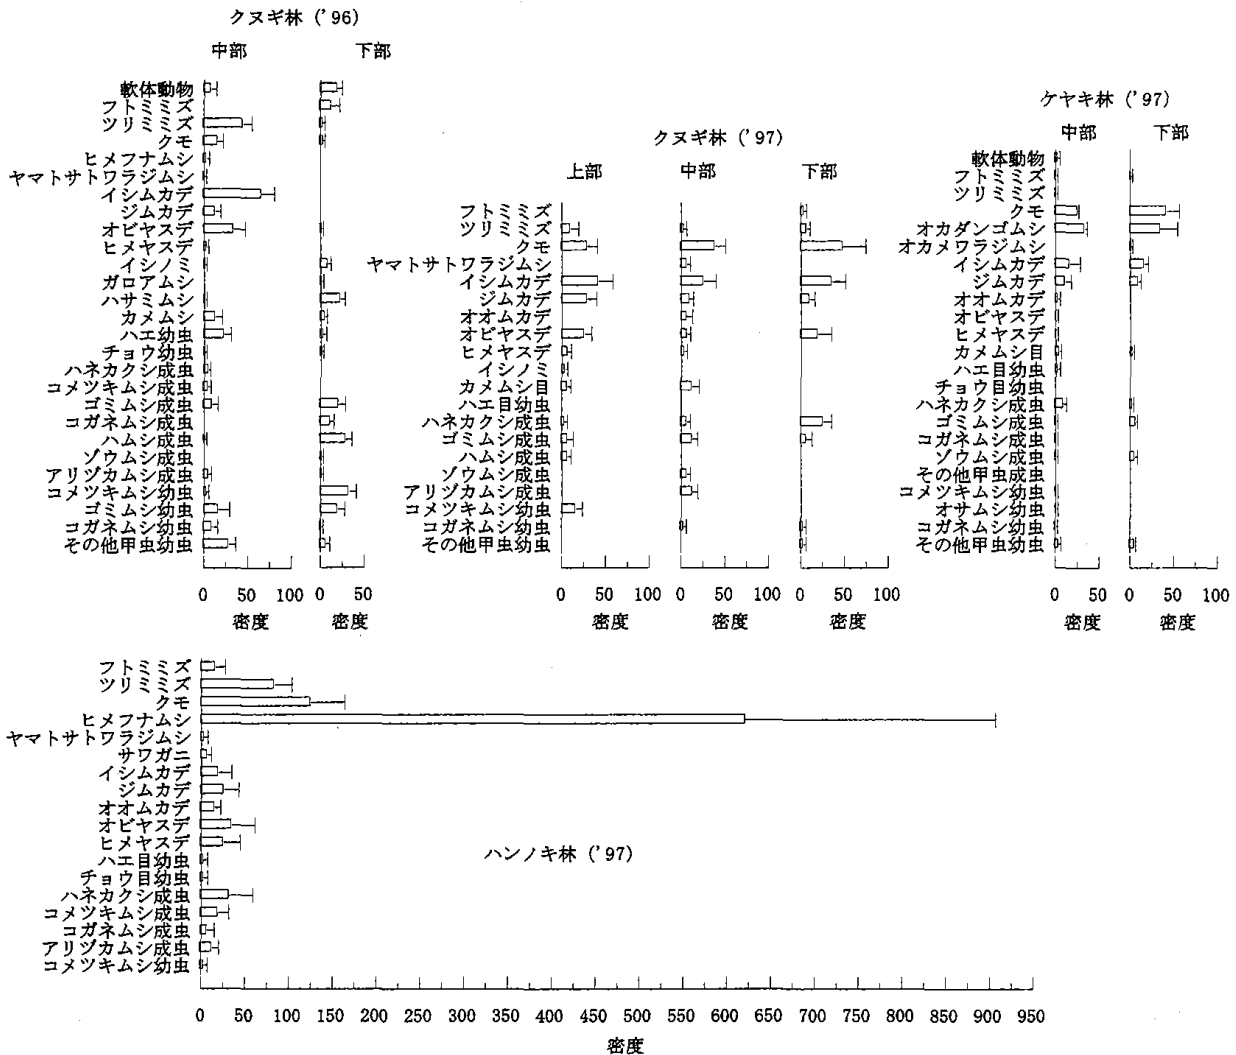 クヌギ林 ('96)
中部 下部
軟体動物
フトミミズ
ツリミミズ
クモ
ヒメフナムシ
ヤマトサトワラジムシ
イシムカデ
ジムカデ
オビヤスデ
ヒメヤスデ
イシノミ
ガロアムシ
ハサミムシ
カメムシ
ハエ幼虫
チョウ幼虫
ハネカクシ成虫
コメツキムシ成虫
ゴミムシ成虫
コガネムシ成虫
ハムシ成虫
ゾウムシ成虫
アリヅカムシ成虫
コメツキムシ幼虫
ゴミムシ幼虫
コガネムシ幼虫
その他甲虫幼虫
0 50 100 0 50
密度 密度
クヌギ林 ('97)
上部 中部 下部
フトミミズ
ツリミミズ
クモ
ヤマトサトワラジムシ
イシムカデ
ジムカデ
オオムカデ
オビヤスデ
ヒメヤスデ
イシノミ
カメムシ目
ハエ目幼虫
ハネカクシ成虫
ゴミムシ成虫
ハムシ成虫
ゾウムシ成虫
アリヅカムシ成虫
コメツキムシ幼虫
コガネムシ幼虫
その他甲虫幼虫
0 50 100 0 50 100 0 50 100
密度 密度 密度
ケヤキ林 ('97)
中部 下部
軟体動物
フトミミズ
ツリミミズ
クモ
オカダンゴムシ
オカメワラジムシ
イシムカデ
ジムカデ
オオムカデ
オビヤスデ
ヒメヤスデ
カメムシ目
ハエ目幼虫
チョウ目幼虫
ハネカクシ成虫
ゴミムシ成虫
コガネムシ成虫
ゾウムシ成虫
その他甲虫成虫
コメツキムシ幼虫
オサムシ幼虫
コガネムシ幼虫
その他甲虫幼虫
0 50 0 50 100
密度 密度
フトミミズ
ツリミミズ
クモ
ヒメフナムシ
ヤマトサトワラジムシ
サワガニ
イシムカデ
ジムカデ
オオムカデ
オビヤスデ
ヒメヤスデ
ハエ目幼虫
チョウ目幼虫
ハネカクシ成虫
コメツキムシ成虫
コガネムシ成虫
アリヅカムシ成虫
コメツキムシ幼虫
ハンノキ林 ('97)
0 50 100 150 200 250 300 350 400 450 500 550 600 650 700 750 800 850 900 950
密度